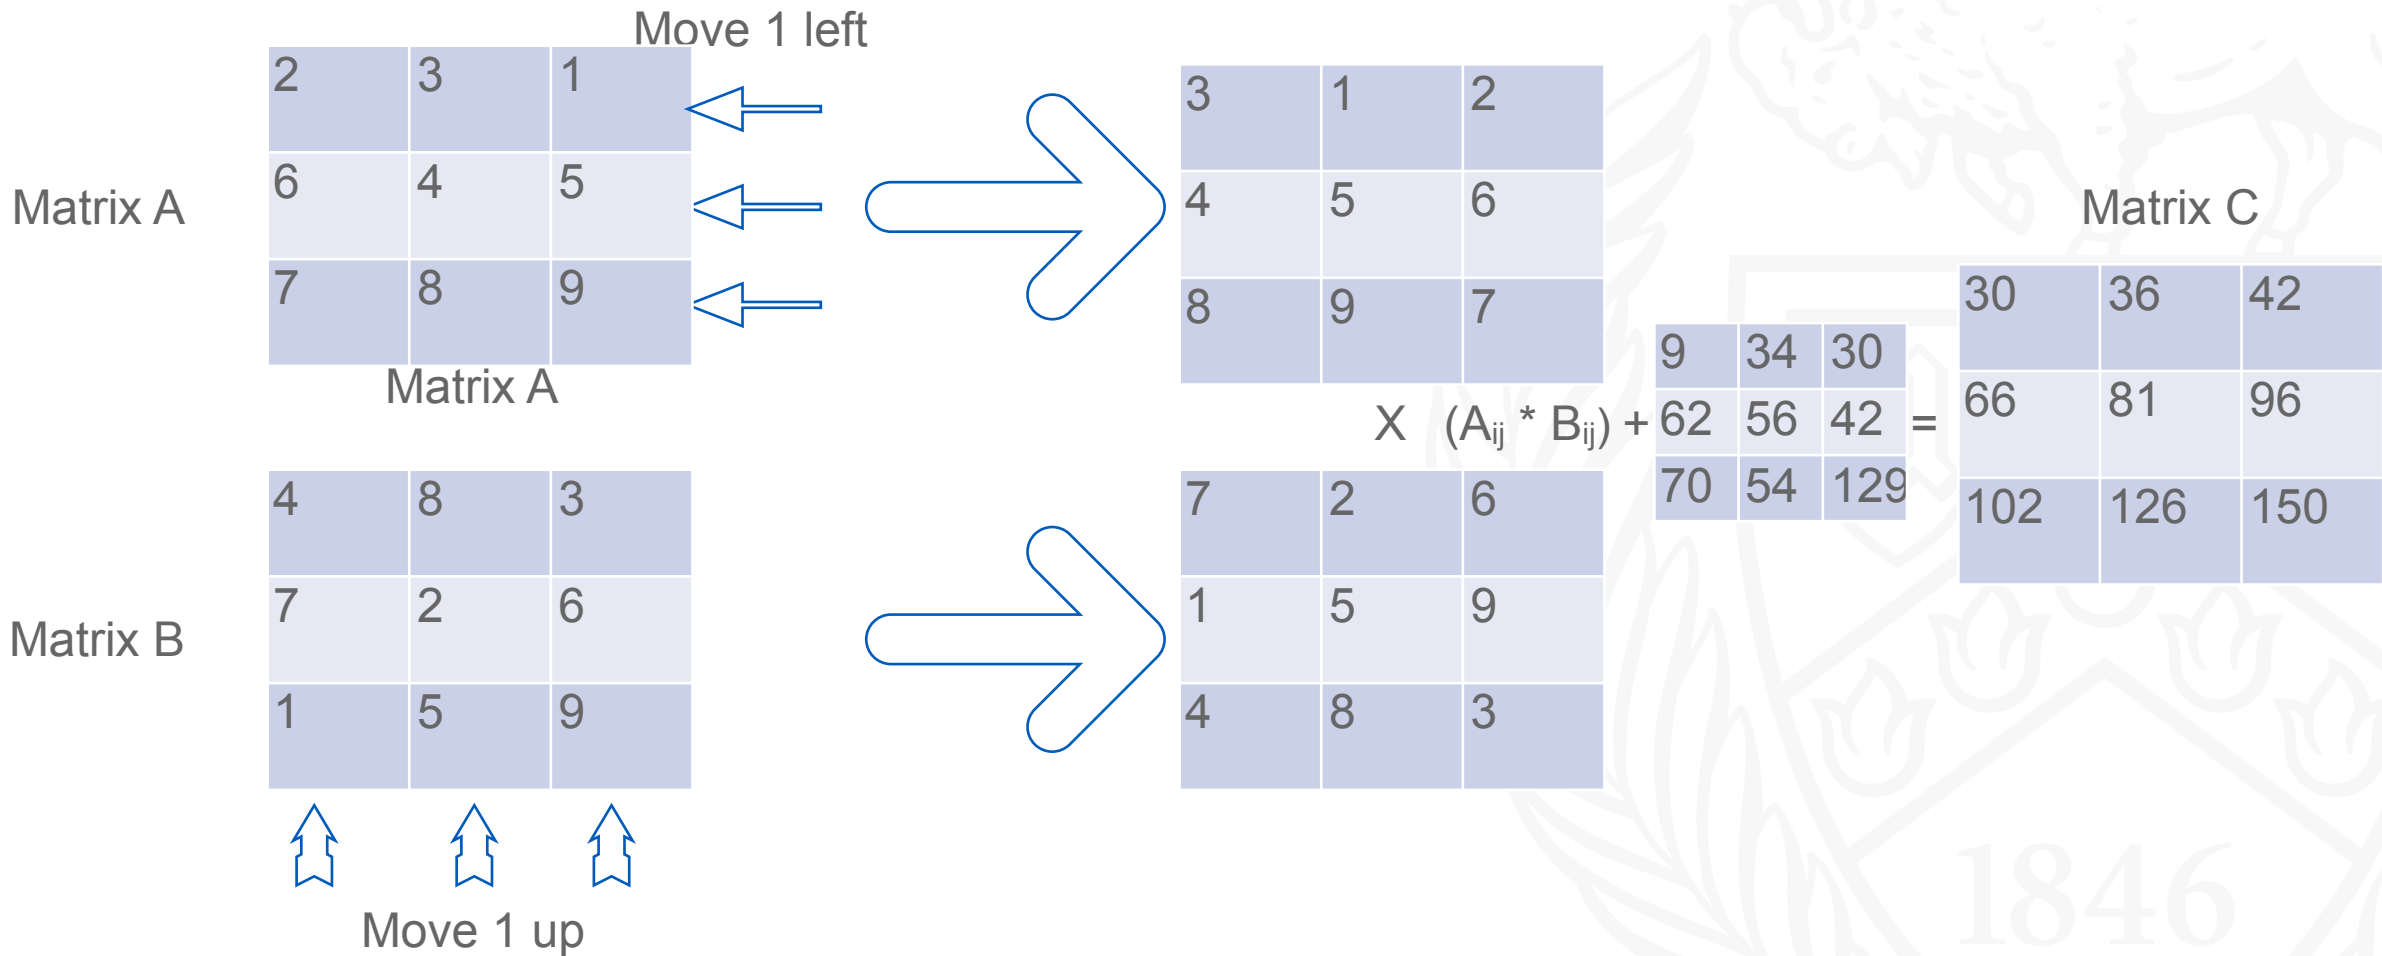 Move 1 left
Matrix A
2 3 1
6 4 5
7 8 9
Matrix A
3 1 2
4 5 6
8 9 7
X (Aij * Bij) +
9 34 30
62 56 42
70 54 129
=
Matrix C
30 36 42
66 81 96
102 126 150
Matrix B
4 8 3
7 2 6
1 5 9
Move 1 up
7 2 6
1 5 9
4 8 3
1846